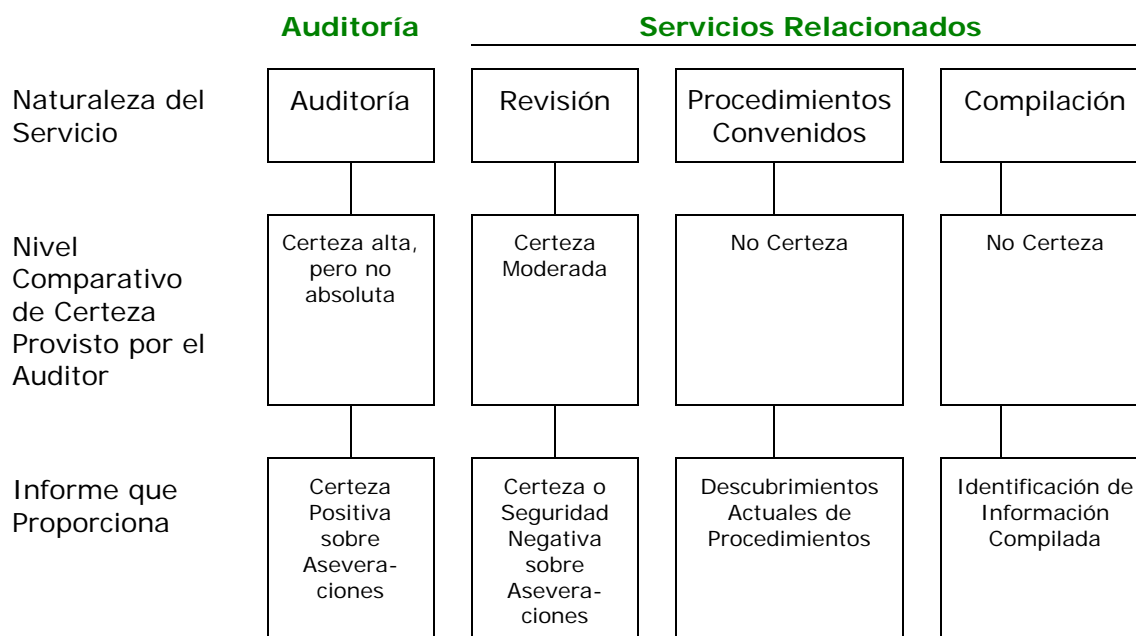 Auditoría
Servicios Relacionados
Naturaleza del
Servicio
Auditoría
Revisión
Procedimientos
Convenidos
Compilación
Nivel
Comparativo
de Certeza
Provisto por el
Auditor
Certeza alta,
pero no
absoluta
Certeza
Moderada
No Certeza
No Certeza
Informe que
Proporciona
Certeza
Positiva
sobre
Asevera-
ciones
Certeza o
Seguridad
Negativa
sobre
Asevera-
ciones
Descubrimientos
Actuales de
Procedimientos
Identificación de
Información
Compilada